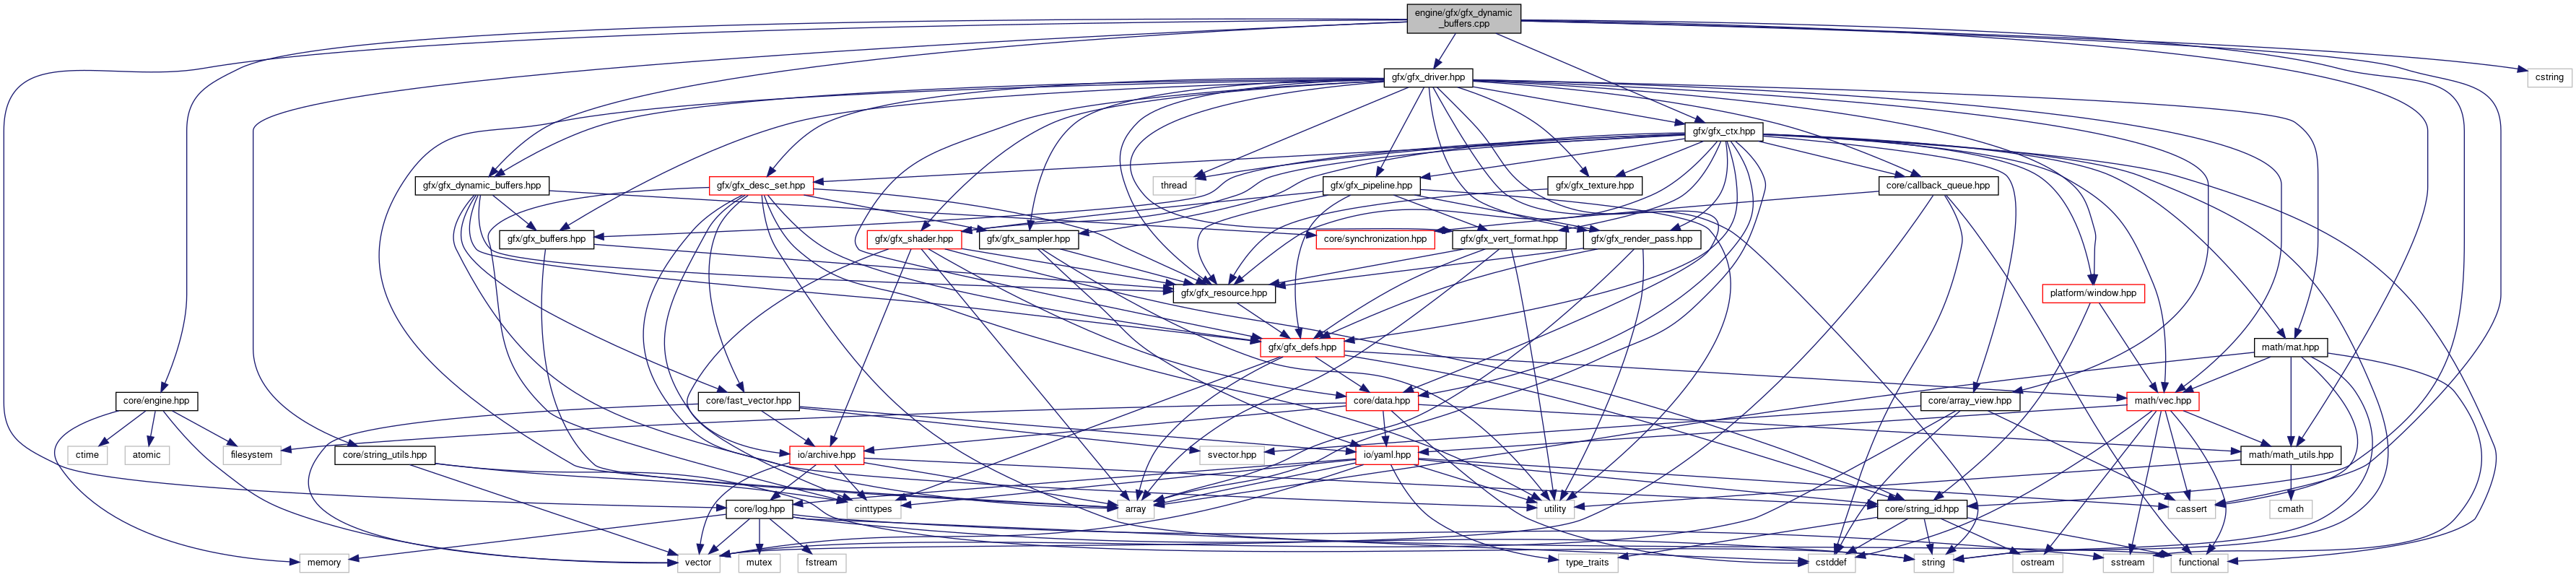 engine/gfx/gfx_dynamic
_buffers.cpp
gfx/gfx_driver.hpp
cstring
gfx/gfx_ctx.hpp
gfx/gfx_dynamic_buffers.hpp
gfx/gfx_desc_set.hpp
thread
gfx/gfx_pipeline.hpp
gfx/gfx_texture.hpp
core/callback_queue.hpp
gfx/gfx_buffers.hpp
gfx/gfx_shader.hpp
gfx/gfx_sampler.hpp
core/synchronization.hpp
gfx/gfx_vert_format.hpp
gfx/gfx_render_pass.hpp
gfx/gfx_resource.hpp
platform/window.hpp
gfx/gfx_defs.hpp
math/mat.hpp
core/engine.hpp
core/fast_vector.hpp
core/data.hpp
core/array_view.hpp
math/vec.hpp
ctime
atomic
filesystem
core/string_utils.hpp
io/archive.hpp
svector.hpp
io/yaml.hpp
math/math_utils.hpp
core/log.hpp
cinttypes
array
utility
core/string_id.hpp
cassert
cmath
memory
vector
mutex
fstream
type_traits
cstddef
string
ostream
sstream
functional